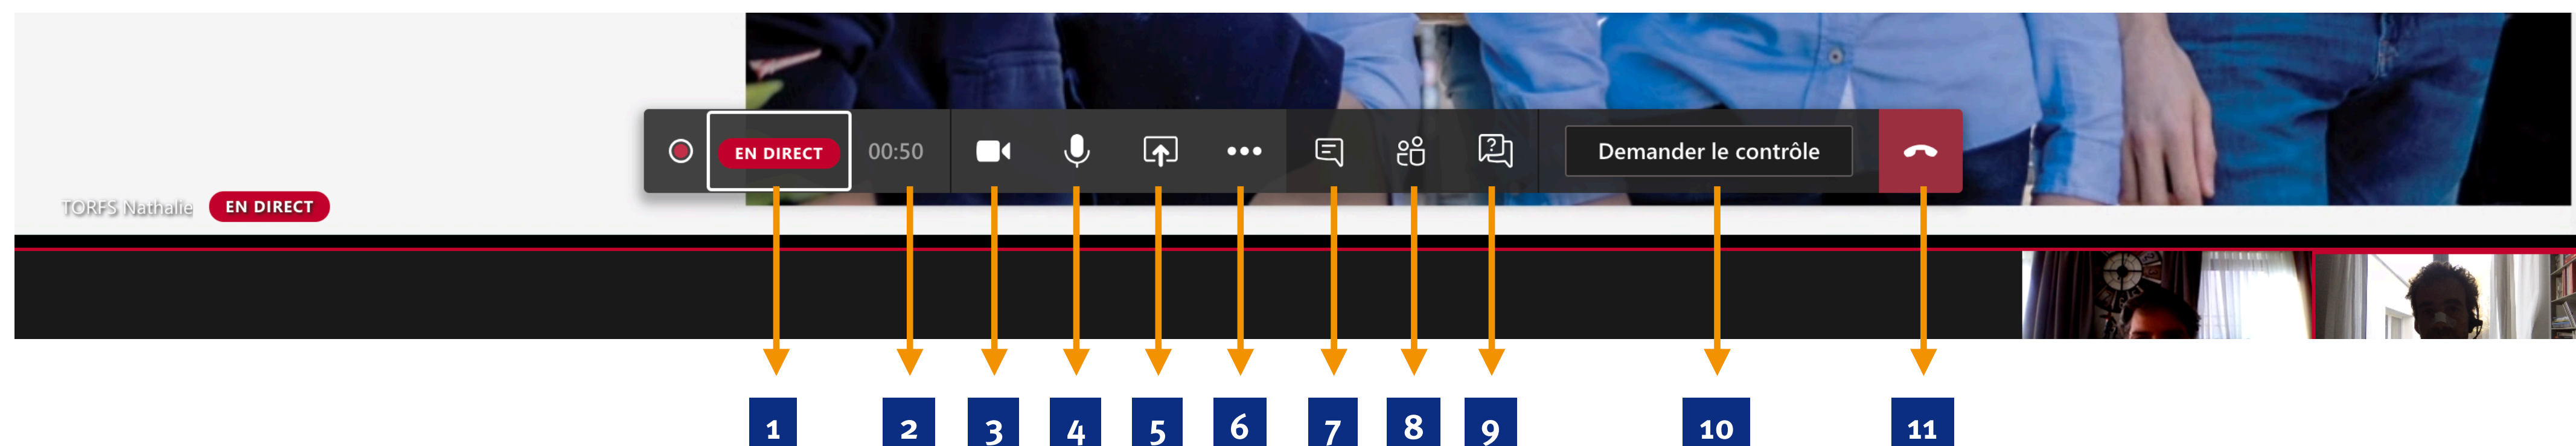 EN DIRECT 00:50 Demander le contrôle
TORFS Nathalie EN DIRECT
1 2 3 4 5 6 7 8 9 10 11